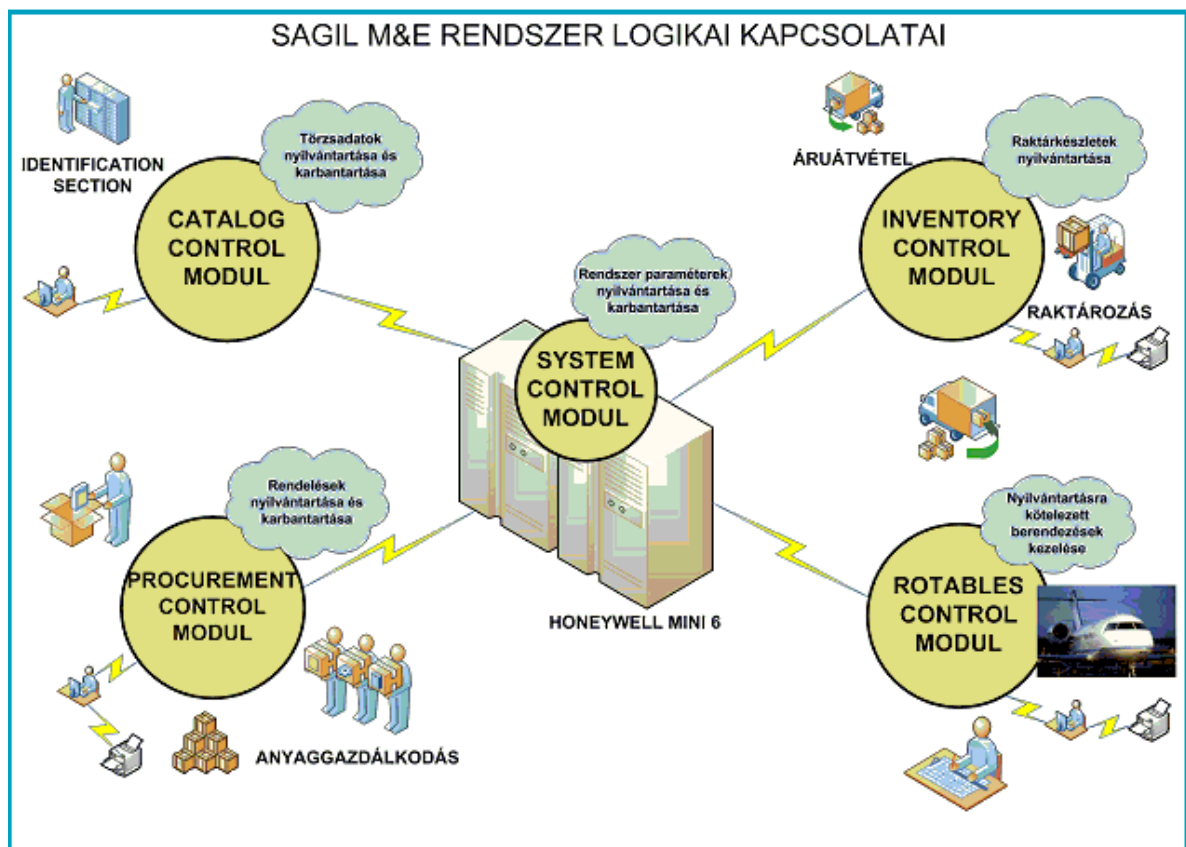 SAGIL M&E RENDSZER LOGIKAI KAPCSOLATAI
IDENTIFICATION
SECTION
Törzsadatok
nyilvántartása és
karbantartása
CATALOG
CONTROL
MODUL
ÁRUÁTVÉTEL
Raktárkészletek
nyilvántartása
INVENTORY
CONTROL
MODUL
RAKTÁROZÁS
Rendszer paraméterek
nyilvántartása és
karbantartása
SYSTEM
CONTROL
MODUL
HONEYWELL MINI 6
Rendelések
nyilvántartása és
karbantartása
PROCUREMENT
CONTROL
MODUL
ANYAGGAZDÁLKODÁS
Nyilvántartásra
kötelezett
berendezések
kezelése
ROTABLES
CONTROL
MODUL